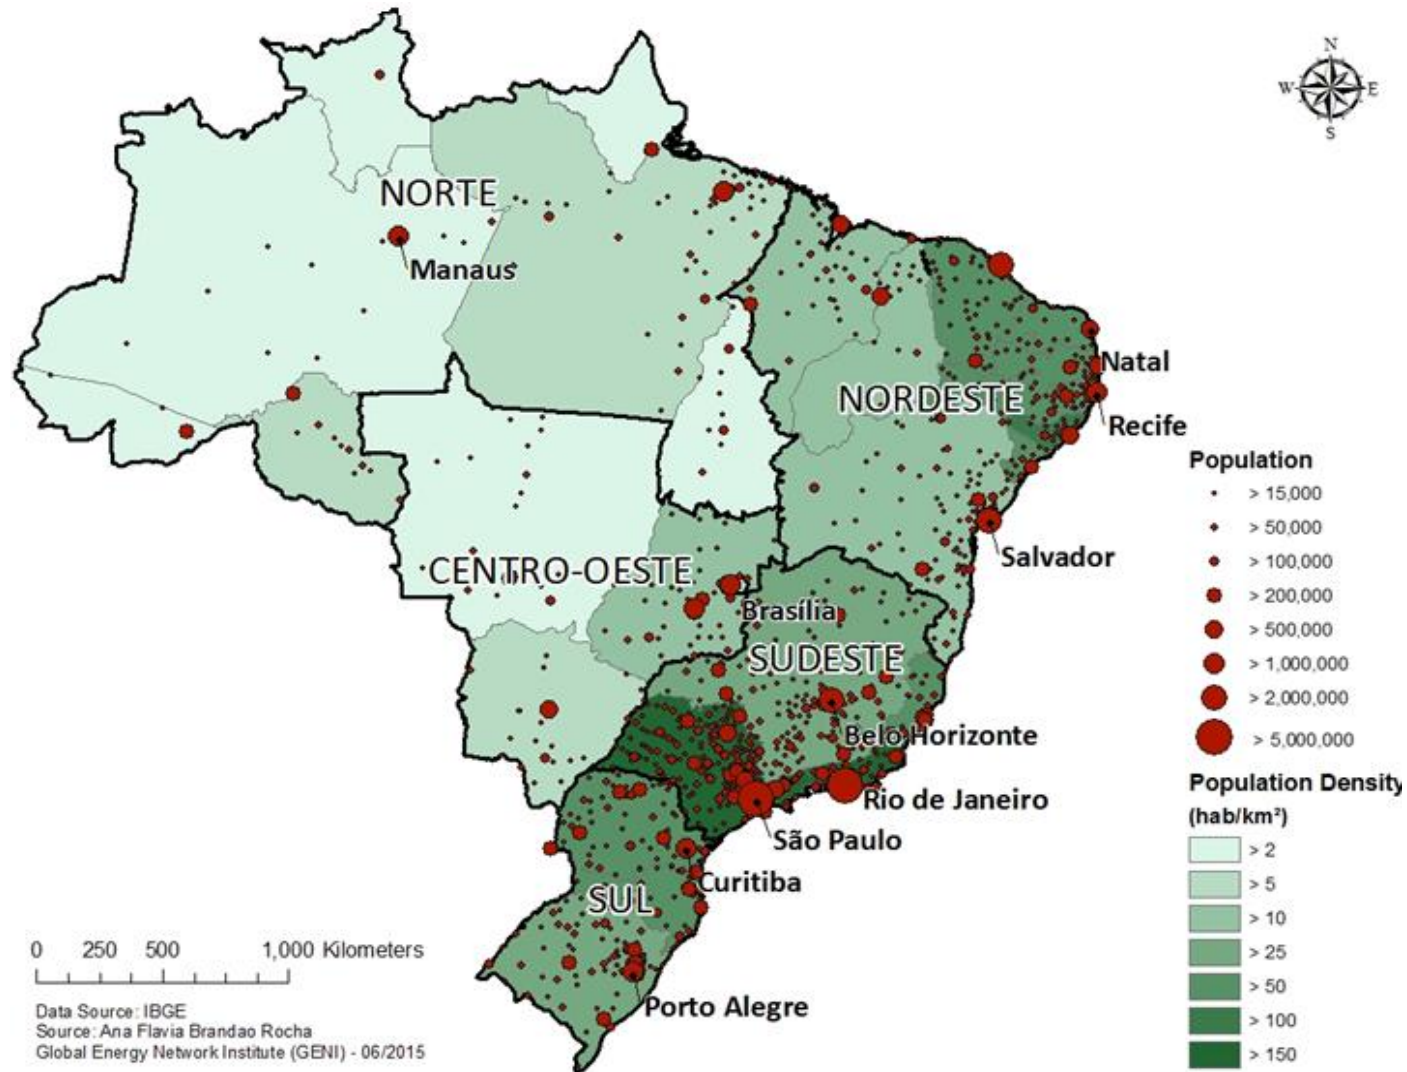 N
W
E
S
NORTE
Manaus
Natal
NORDESTE
Recife
Salvador
CENTRO-OESTE
Brasília
SUDESTE
Belo Horizonte
Rio de Janeiro
São Paulo
Curitiba
SUL
Porto Alegre
Population
> 15,000
> 50,000
> 100,000
> 200,000
> 500,000
> 1,000,000
> 2,000,000
> 5,000,000
Population Density
(hab/km²)
> 2
> 5
> 10
> 25
> 50
> 100
> 150
0 250 500 1,000 Kilometers
Data Source: IBGE
Source: Ana Flavia Brandao Rocha
Global Energy Network Institute (GENI) - 06/2015